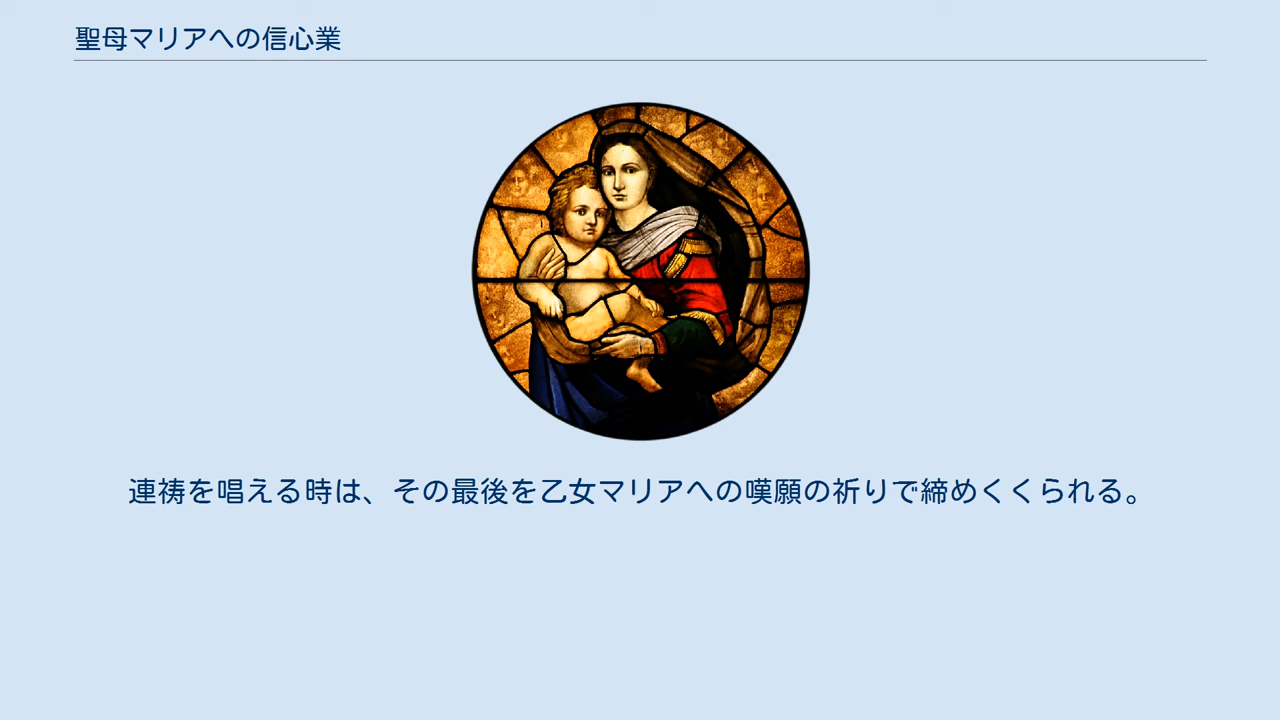 聖母マリアへの信心業
連祷を唱える時は、その最後を乙女マリアへの嘆願の祈りで締めくくられる。